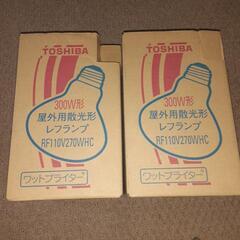 TOSHIBA
300W形
屋外用散光形
レフランプ
RF110V270WHC
ワットブライター
TOSHIBA
300W形
屋外用散光形
レフランプ
RF110V270WHC
ワットブライター